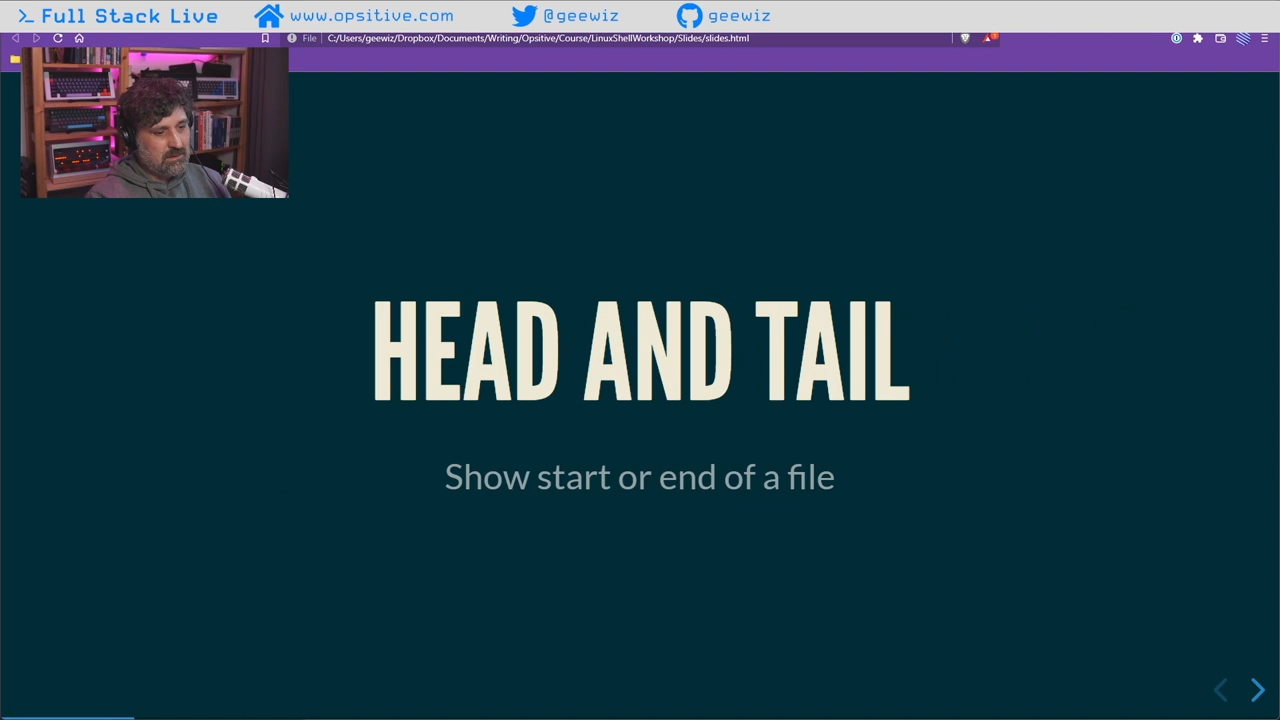 >_ Full Stack Live
www.opsitive.com
@geewiz
geewiz
File
C:/Users/geewiz/Dropbox/Documents/Writing/Opsitive/Course/LinuxShellWorkshop/Slides/slides.html
HEAD AND TAIL
Show start or end of a file